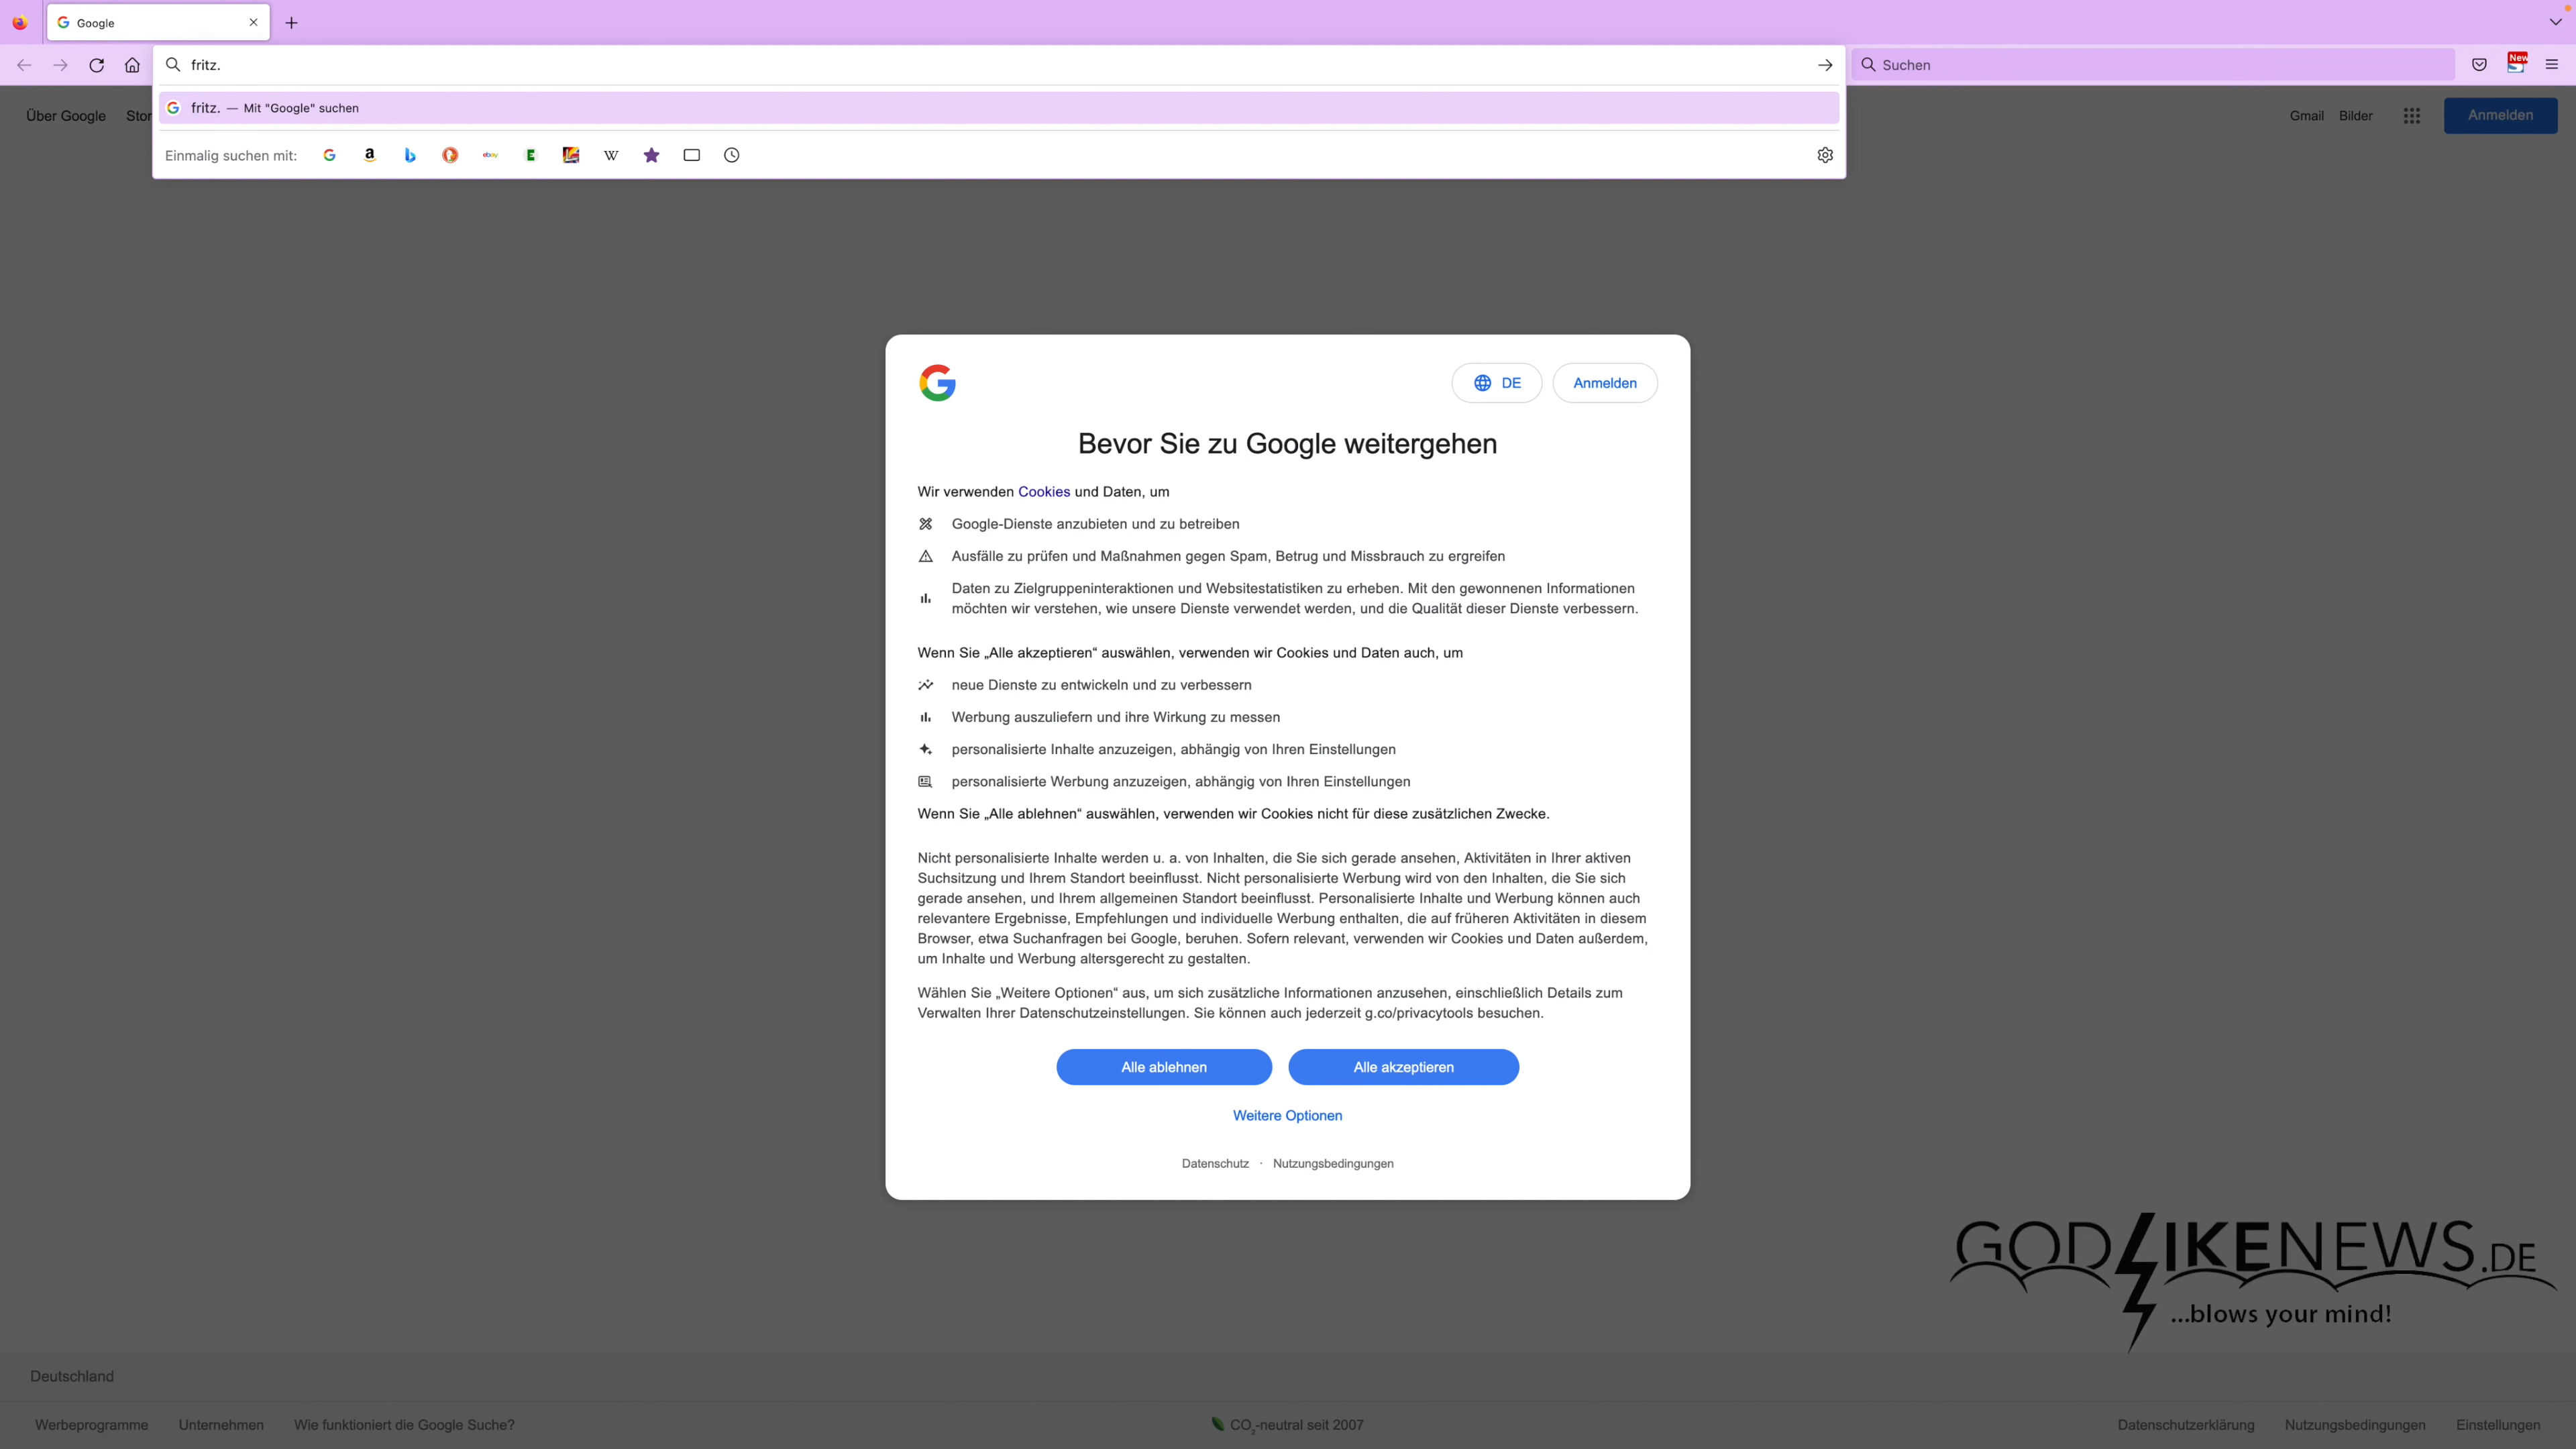 Google
fritz.
Suchen
New
fritz. — Mit "Google" suchen
Einmalig suchen mit:
Über Google Stor
Gmail Bilder Anmelden
DE Anmelden
Bevor Sie zu Google weitergehen
Wir verwenden Cookies und Daten, um
Google-Dienste anzubieten und zu betreiben
Ausfälle zu prüfen und Maßnahmen gegen Spam, Betrug und Missbrauch zu ergreifen
Daten zu Zielgruppeninteraktionen und Websitestatistiken zu erheben. Mit den gewonnenen Informationen
möchten wir verstehen, wie unsere Dienste verwendet werden, und die Qualität dieser Dienste verbessern.
Wenn Sie „Alle akzeptieren“ auswählen, verwenden wir Cookies und Daten auch, um
neue Dienste zu entwickeln und zu verbessern
Werbung auszuliefern und ihre Wirkung zu messen
personalisierte Inhalte anzuzeigen, abhängig von Ihren Einstellungen
personalisierte Werbung anzuzeigen, abhängig von Ihren Einstellungen
Wenn Sie „Alle ablehnen“ auswählen, verwenden wir Cookies nicht für diese zusätzlichen Zwecke.
Nicht personalisierte Inhalte werden u. a. von Inhalten, die Sie sich gerade ansehen, Aktivitäten in Ihrer aktiven
Suchsitzung und Ihrem Standort beeinflusst. Nicht personalisierte Werbung wird von den Inhalten, die Sie sich
gerade ansehen, und Ihrem allgemeinen Standort beeinflusst. Personalisierte Inhalte und Werbung können auch
relevantere Ergebnisse, Empfehlungen und individuelle Werbung enthalten, die auf früheren Aktivitäten in diesem
Browser, etwa Suchanfragen bei Google, beruhen. Sofern relevant, verwenden wir Cookies und Daten außerdem,
um Inhalte und Werbung altersgerecht zu gestalten.
Wählen Sie „Weitere Optionen“ aus, um sich zusätzliche Informationen anzusehen, einschließlich Details zum
Verwalten Ihrer Datenschutzeinstellungen. Sie können auch jederzeit g.co/privacytools besuchen.
Alle ablehnen Alle akzeptieren
Weitere Optionen
Datenschutz · Nutzungsbedingungen
GODLIKENEWS.DE
...blows your mind!
Deutschland
Werbeprogramme Unternehmen Wie funktioniert die Google Suche? CO₂-neutral seit 2007 Datenschutzerklärung Nutzungsbedingungen Einstellungen